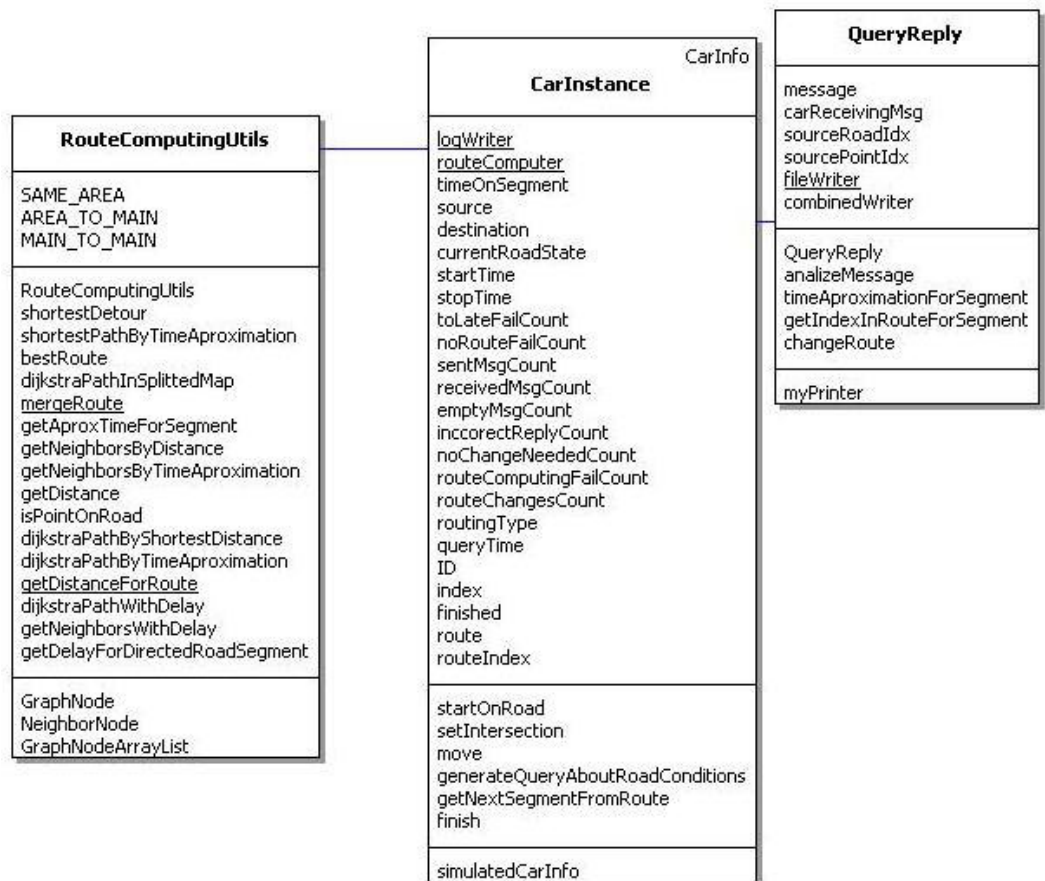 RouteComputingUtils
SAME_AREA
AREA_TO_MAIN
MAIN_TO_MAIN
RouteComputingUtils
shortestDetour
shortestPathByTimeAproximation
bestRoute
dijkstraPathInSplittedMap
mergeRoute
getAproxTimeForSegment
getNeighborsByDistance
getNeighborsByTimeAproximation
getDistance
isPointOnRoad
dijkstraPathByShortestDistance
dijkstraPathByTimeAproximation
getDistanceForRoute
dijkstraPathWithDelay
getNeighborsWithDelay
getDelayForDirectedRoadSegment
GraphNode
NeighborNode
GraphNodeArrayList
CarInfo
CarInstance
logWriter
routeComputer
timeOnSegment
source
destination
currentRoadState
startTime
stopTime
toLateFailCount
noRouteFailCount
sentMsgCount
receivedMsgCount
emptyMsgCount
inccorectReplyCount
noChangeNeededCount
routeComputingFailCount
routeChangesCount
routingType
queryTime
ID
index
finished
route
routeIndex
startOnRoad
setIntersection
move
generateQueryAboutRoadConditions
getNextSegmentFromRoute
finish
simulatedCarInfo
QueryReply
message
carReceivingMsg
sourceRoadIdx
sourcePointIdx
fileWriter
combinedWriter
QueryReply
analizeMessage
timeAproximationForSegment
getIndexInRouteForSegment
changeRoute
myPrinter